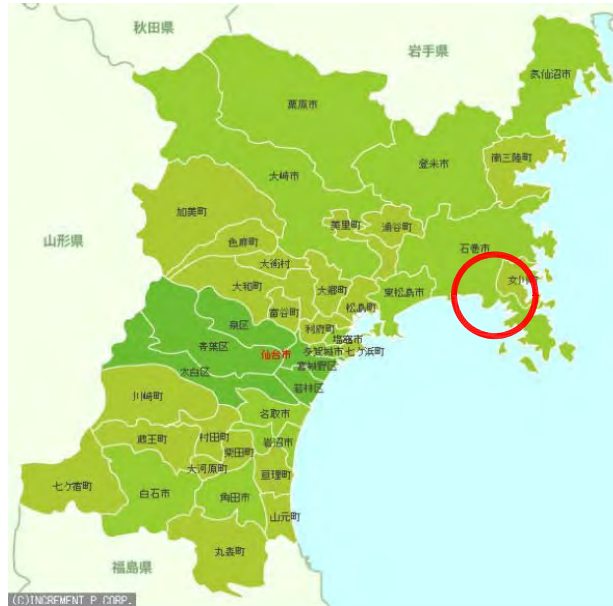 秋田県
岩手県
気仙沼市
栗原市
登米市
南三陸町
大崎市
加美町
美里町
涌谷町
色麻町
石巻市
山形県
大衡村
女川
大和町
大郷町
東松島市
富谷町
松島町
泉区
利府町
塩竈市
青葉区
仙台市
多賀城市
七ケ浜町
宮城野区
太白区
若林区
川崎町
名取市
蔵王町
村田町
岩沼市
柴田町
大河原町
亘理町
七ケ宿町
白石市
角田市
山元町
丸森町
福島県
(C)INCREMENT P CORP.